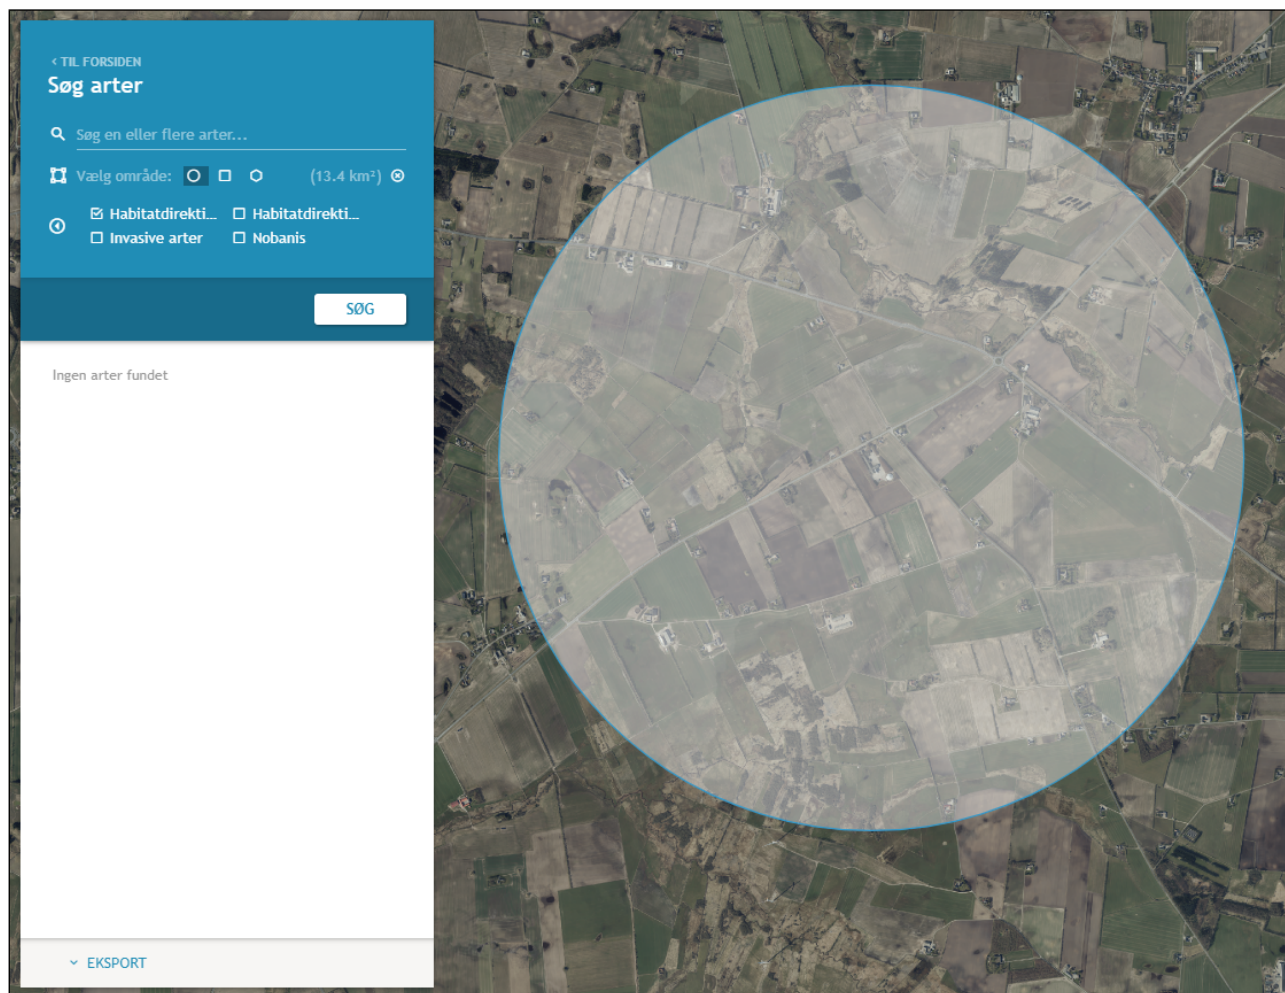 ‹ TIL FORSIDEN
Søg arter
Søg en eller flere arter...
Vælg område: (13.4 km²)
Habitatdirekti... Habitatdirekti...
Invasive arter Nobanis
SØG
Ingen arter fundet
EKSPORT